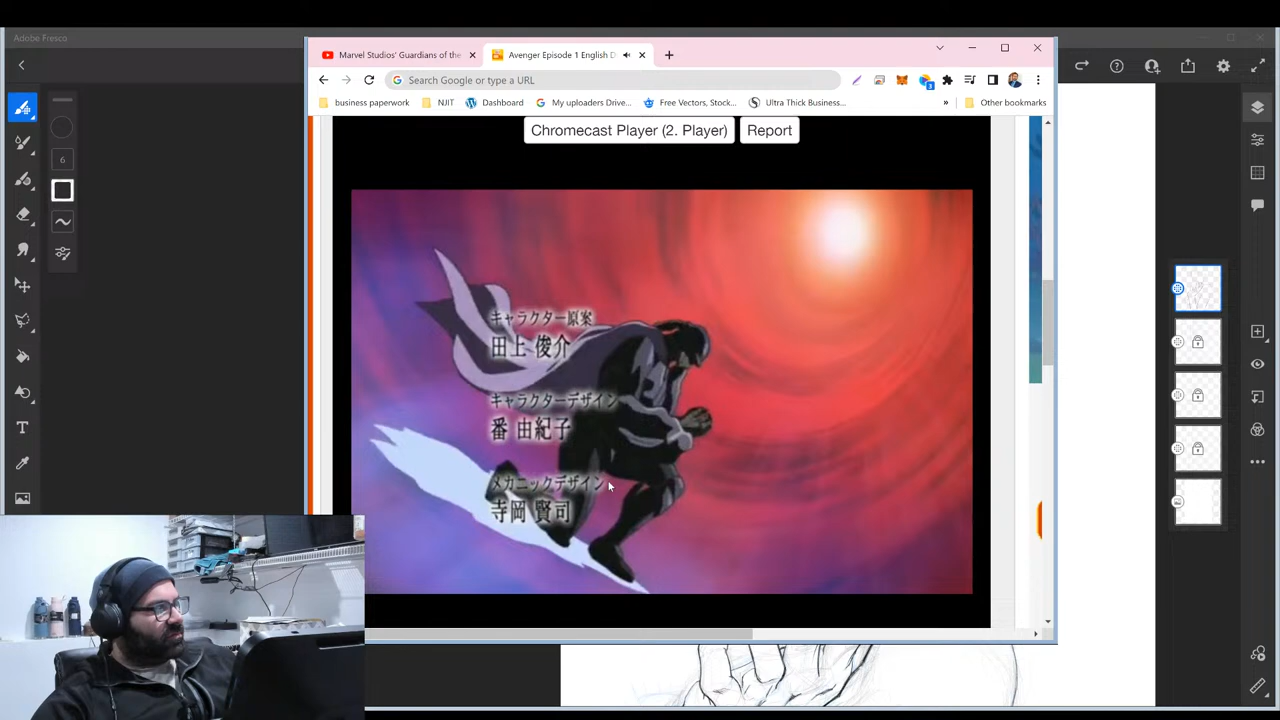 Adobe Fresco
Marvel Studios' Guardians of the
Avenger Episode 1 English D
Search Google or type a URL
3
business paperwork
NJIT
Dashboard
My uploaders Drive...
Free Vectors, Stock...
Ultra Thick Business...
»
Other bookmarks
Chromecast Player (2. Player)
Report
6
キャラクター原案
田上 俊介
キャラクターデザイン
番 由紀子
メカニックデザイン
寺岡 賢司